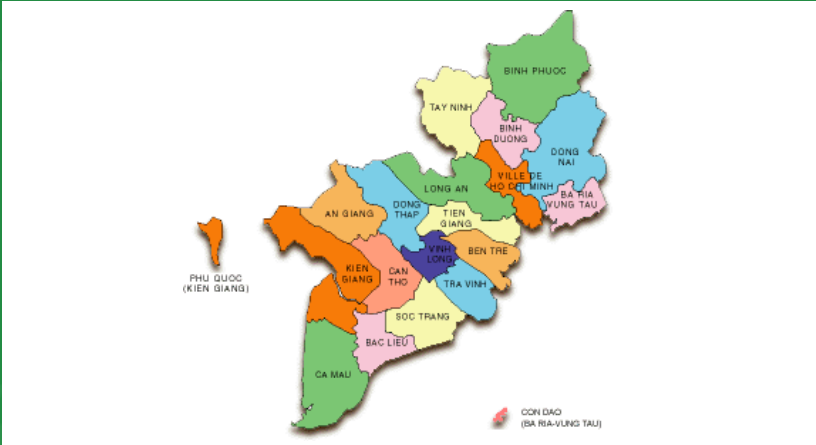 BINH PHUOC
TAY NINH
BINH
DUONG
DONG
NAI
VILLE DE
HO CHI MINH
BA RIA
VUNG TAU
LONG AN
DONG
THAP
AN GIANG
TIEN
GIANG
VINH
LONG
BEN TRE
KIEN
GIANG
CAN
THO
TRA VINH
PHU QUOC
(KIEN GIANG)
SOC TRANG
BAC LIEU
CA MAU
CON DAO
(BA RIA-VUNG TAU)